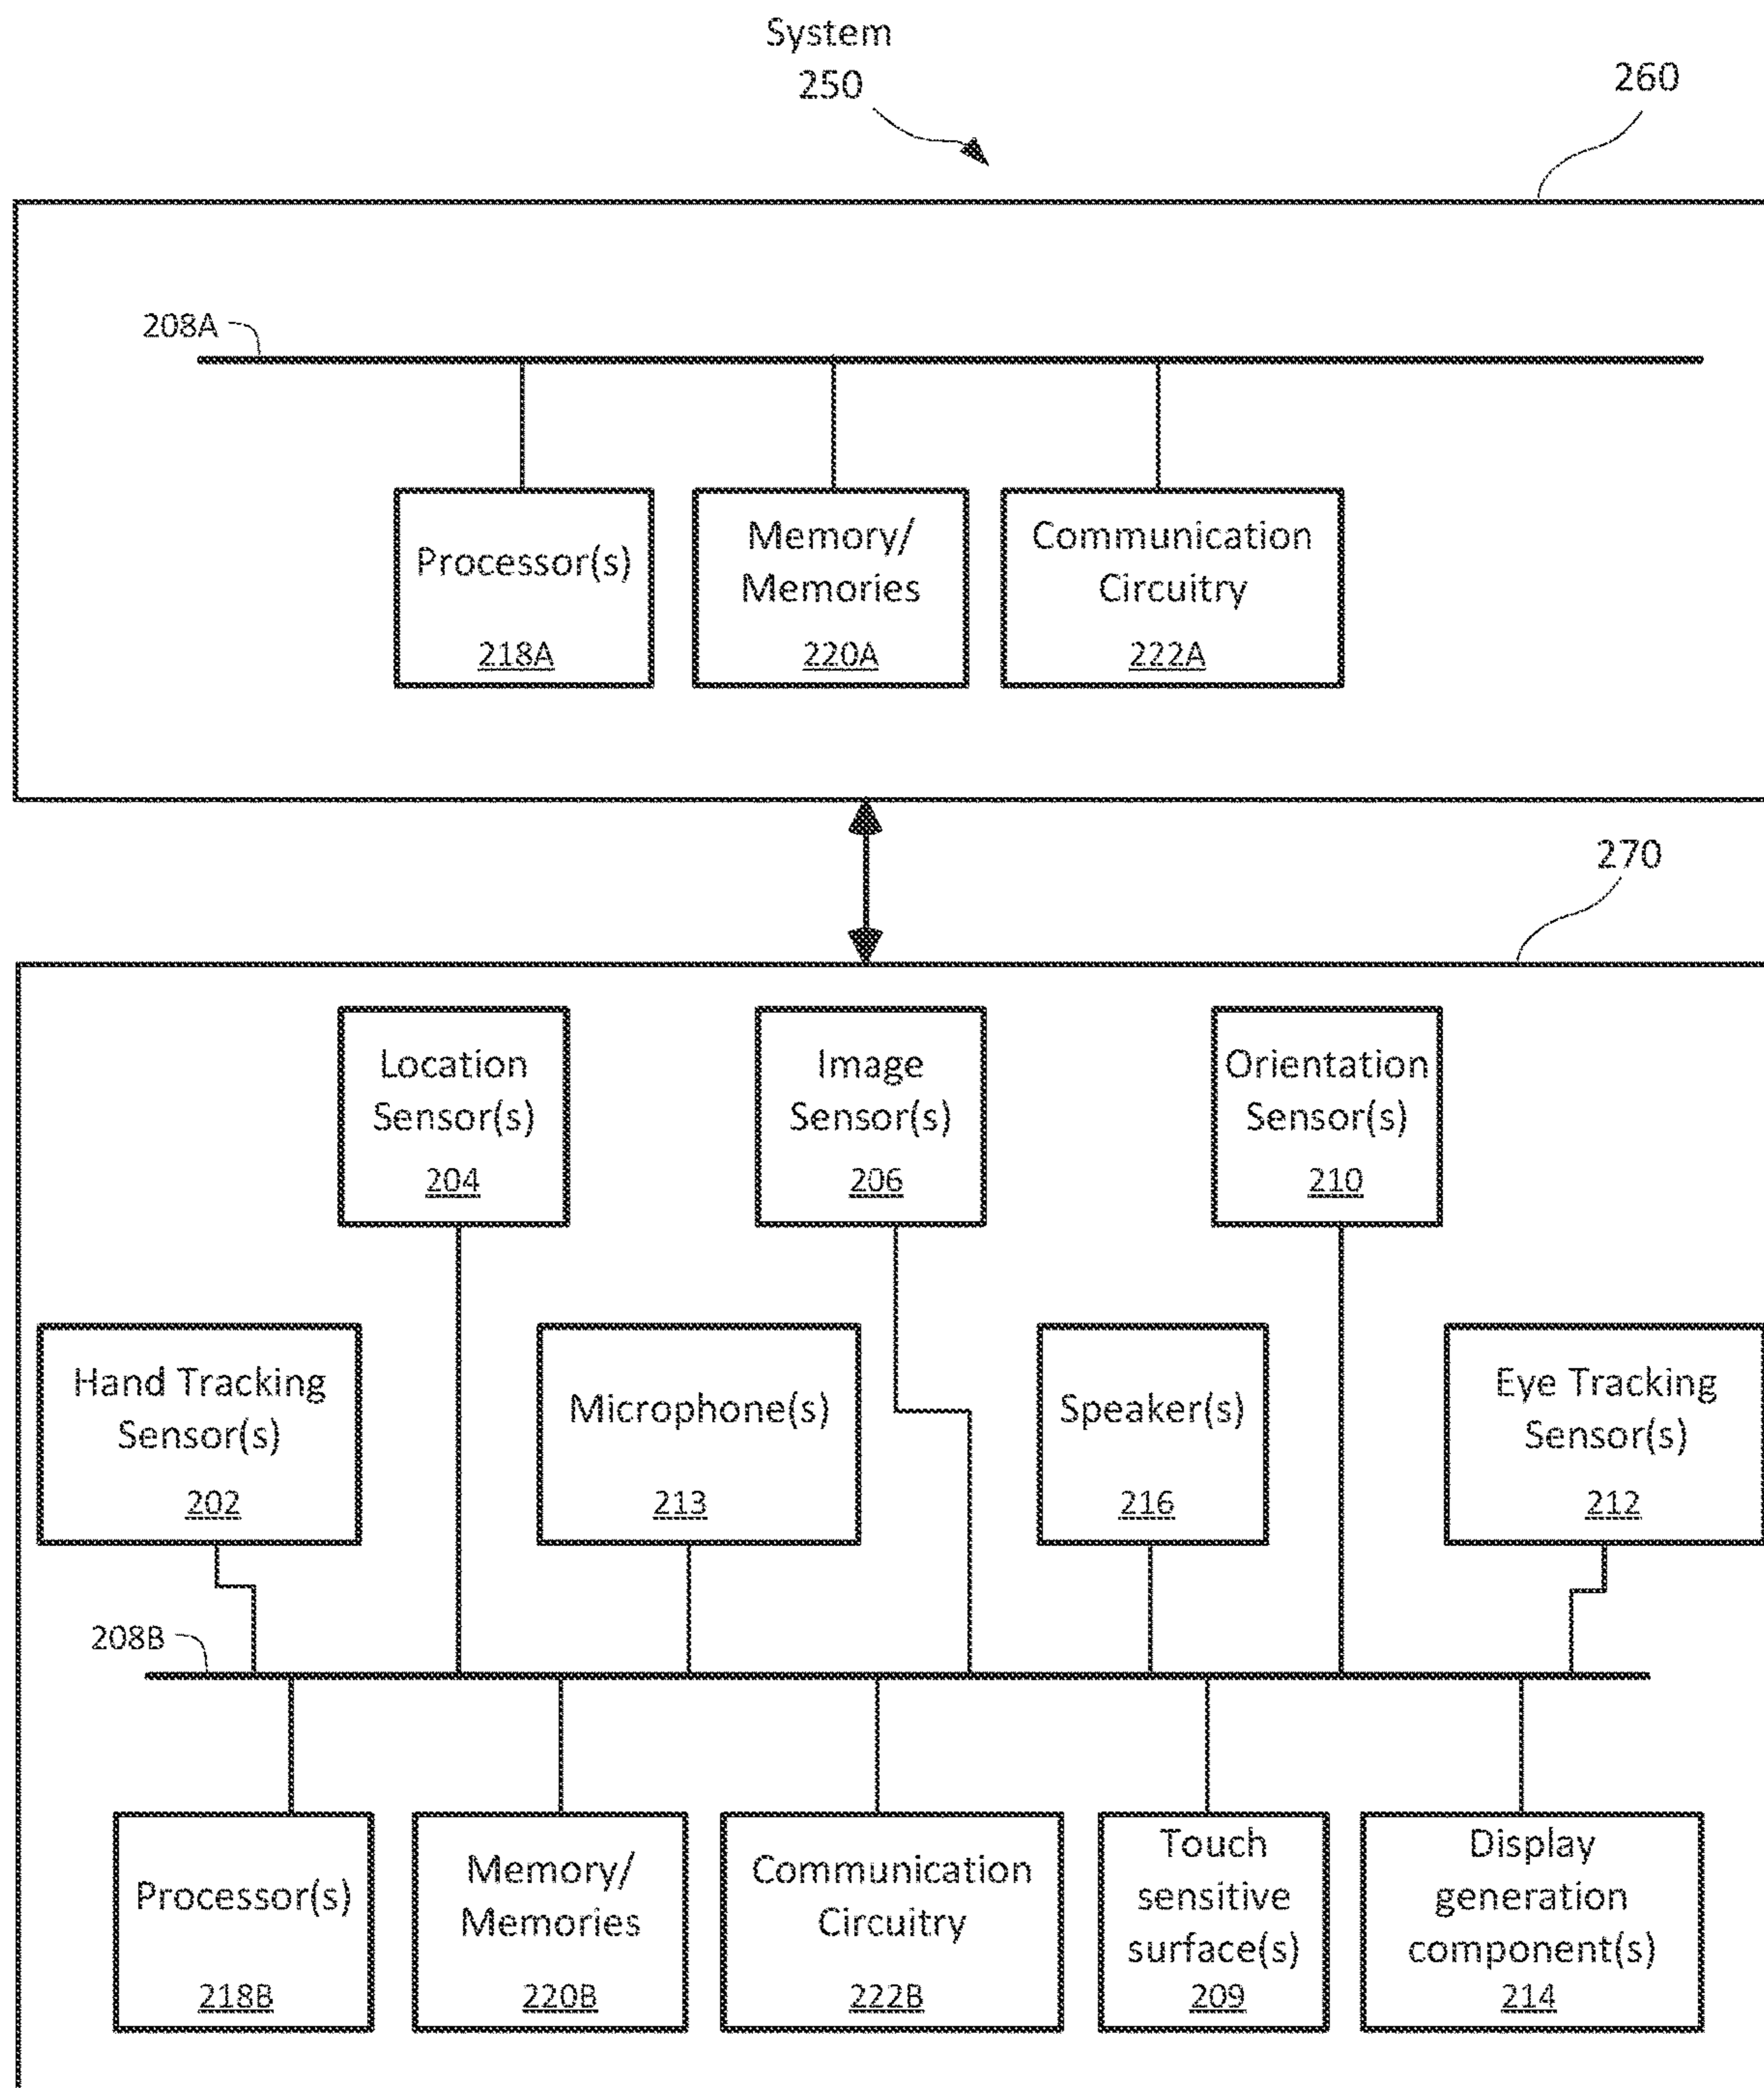 System
250
260
208A
Processor(s)
218A
Memory/
Memories
220A
Communication
Circuitry
222A
270
Location
Sensor(s)
204
Image
Sensor(s)
206
Orientation
Sensor(s)
210
Hand Tracking
Sensor(s)
202
Microphone(s)
213
Speaker(s)
216
Eye Tracking
Sensor(s)
212
208B
Processor(s)
218B
Memory/
Memories
220B
Communication
Circuitry
222B
Touch
sensitive
surface(s)
209
Display
generation
component(s)
214